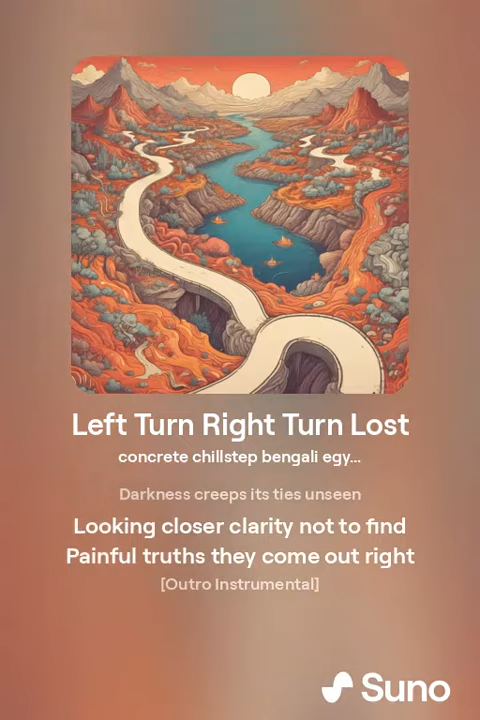 Left Turn Right Turn Lost
concrete chillstep bengali egy...
Darkness creeps its ties unseen
Looking closer clarity not to find
Painful truths they come out right
[Outro Instrumental]
Suno